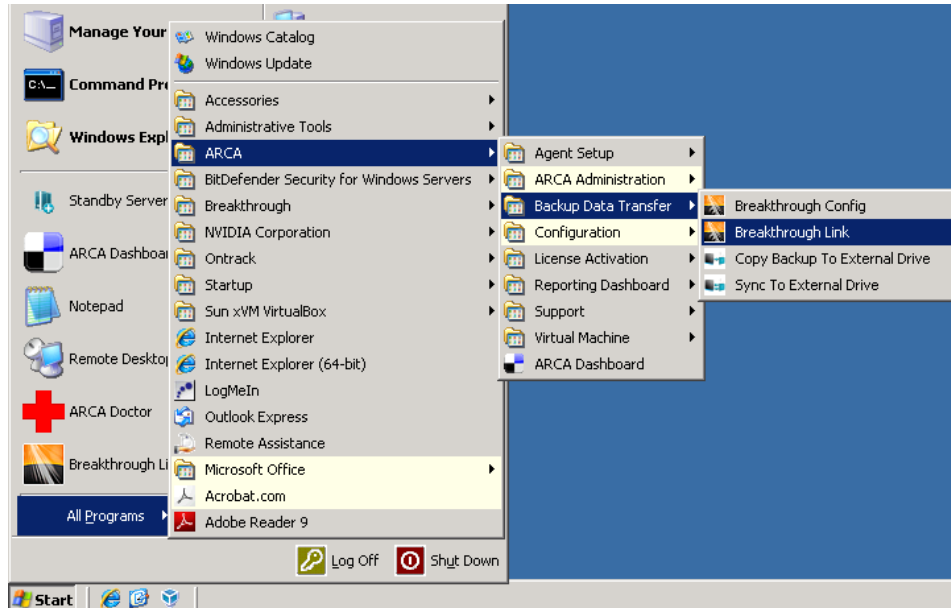 Manage Your
Command Pr
Windows Expl
Standby Server
ARCA Dashboa
Notepad
Remote Desktop
ARCA Doctor
Breakthrough Li
All Programs
Windows Catalog
Windows Update
Accessories
Administrative Tools
ARCA
BitDefender Security for Windows Servers
Breakthrough
NVIDIA Corporation
Ontrack
Startup
Sun xVM VirtualBox
Internet Explorer
Internet Explorer (64-bit)
LogMeIn
Outlook Express
Remote Assistance
Microsoft Office
Acrobat.com
Adobe Reader 9
Agent Setup
ARCA Administration
Backup Data Transfer
Configuration
License Activation
Reporting Dashboard
Support
Virtual Machine
ARCA Dashboard
Breakthrough Config
Breakthrough Link
Copy Backup To External Drive
Sync To External Drive
Log Off
Shut Down
Start